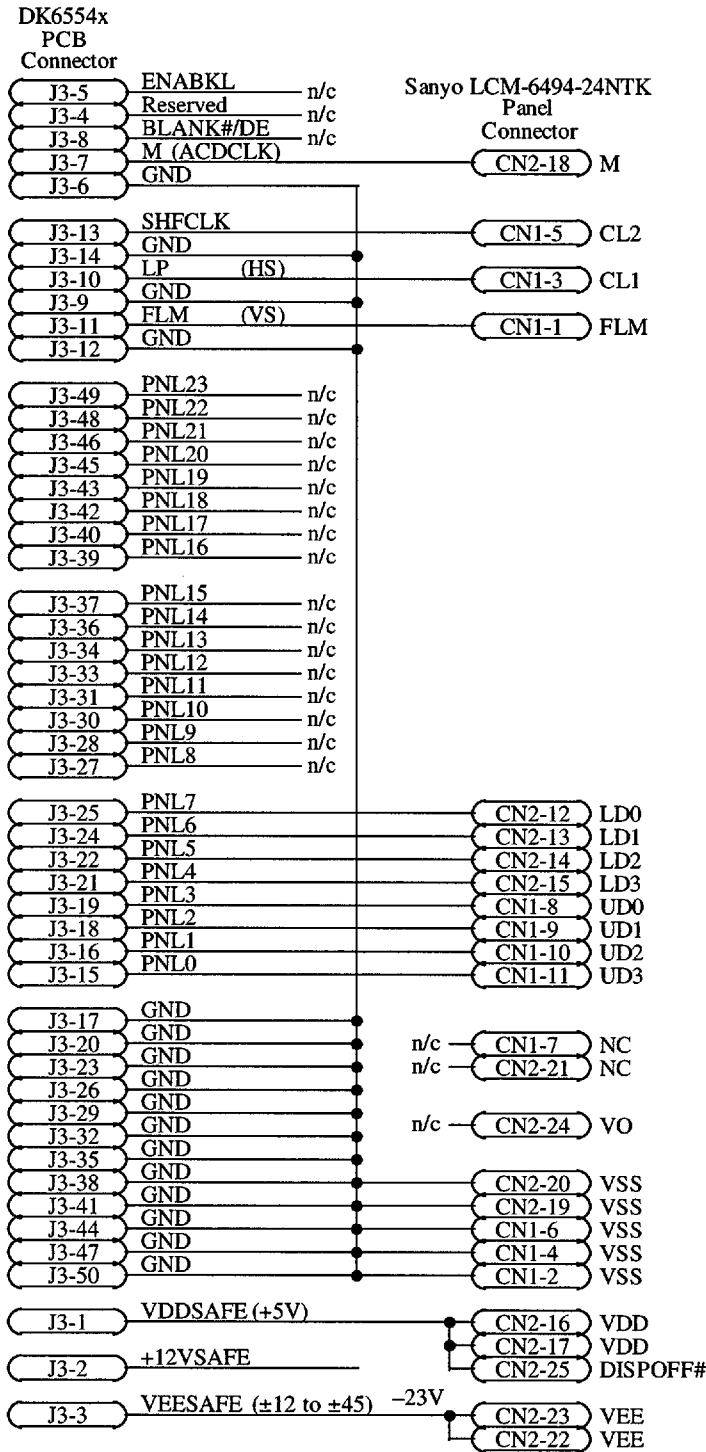 DK6554x
PCB
Connector
Sanyo LCM-6494-24NTK
Panel
Connector
J3-5 ENABKL n/c
J3-4 Reserved n/c
J3-8 BLANK#/DE n/c
J3-7 M (ACDCLK) CN2-18 M
J3-6 GND
J3-13 SHFCLK CN1-5 CL2
J3-14 GND
J3-10 LP (HS) CN1-3 CL1
J3-9 GND
J3-11 FLM (VS) CN1-1 FLM
J3-12 GND
J3-49 PNL23 n/c
J3-48 PNL22 n/c
J3-46 PNL21 n/c
J3-45 PNL20 n/c
J3-43 PNL19 n/c
J3-42 PNL18 n/c
J3-40 PNL17 n/c
J3-39 PNL16 n/c
J3-37 PNL15 n/c
J3-36 PNL14 n/c
J3-34 PNL13 n/c
J3-33 PNL12 n/c
J3-31 PNL11 n/c
J3-30 PNL10 n/c
J3-28 PNL9 n/c
J3-27 PNL8 n/c
J3-25 PNL7 CN2-12 LD0
J3-24 PNL6 CN2-13 LD1
J3-22 PNL5 CN2-14 LD2
J3-21 PNL4 CN2-15 LD3
J3-19 PNL3 CN1-8 UD0
J3-18 PNL2 CN1-9 UD1
J3-16 PNL1 CN1-10 UD2
J3-15 PNL0 CN1-11 UD3
J3-17 GND
J3-20 GND n/c CN1-7 NC
J3-23 GND n/c CN2-21 NC
J3-26 GND
J3-29 GND
J3-32 GND n/c CN2-24 VO
J3-35 GND
J3-38 GND CN2-20 VSS
J3-41 GND CN2-19 VSS
J3-44 GND CN1-6 VSS
J3-47 GND CN1-4 VSS
J3-50 GND CN1-2 VSS
J3-1 VDDSAFE (+5V) CN2-16 VDD
CN2-17 VDD
J3-2 +12VSAFE CN2-25 DISPOFF#
J3-3 VEESAFE (±12 to ±45) –23V CN2-23 VEE
CN2-22 VEE